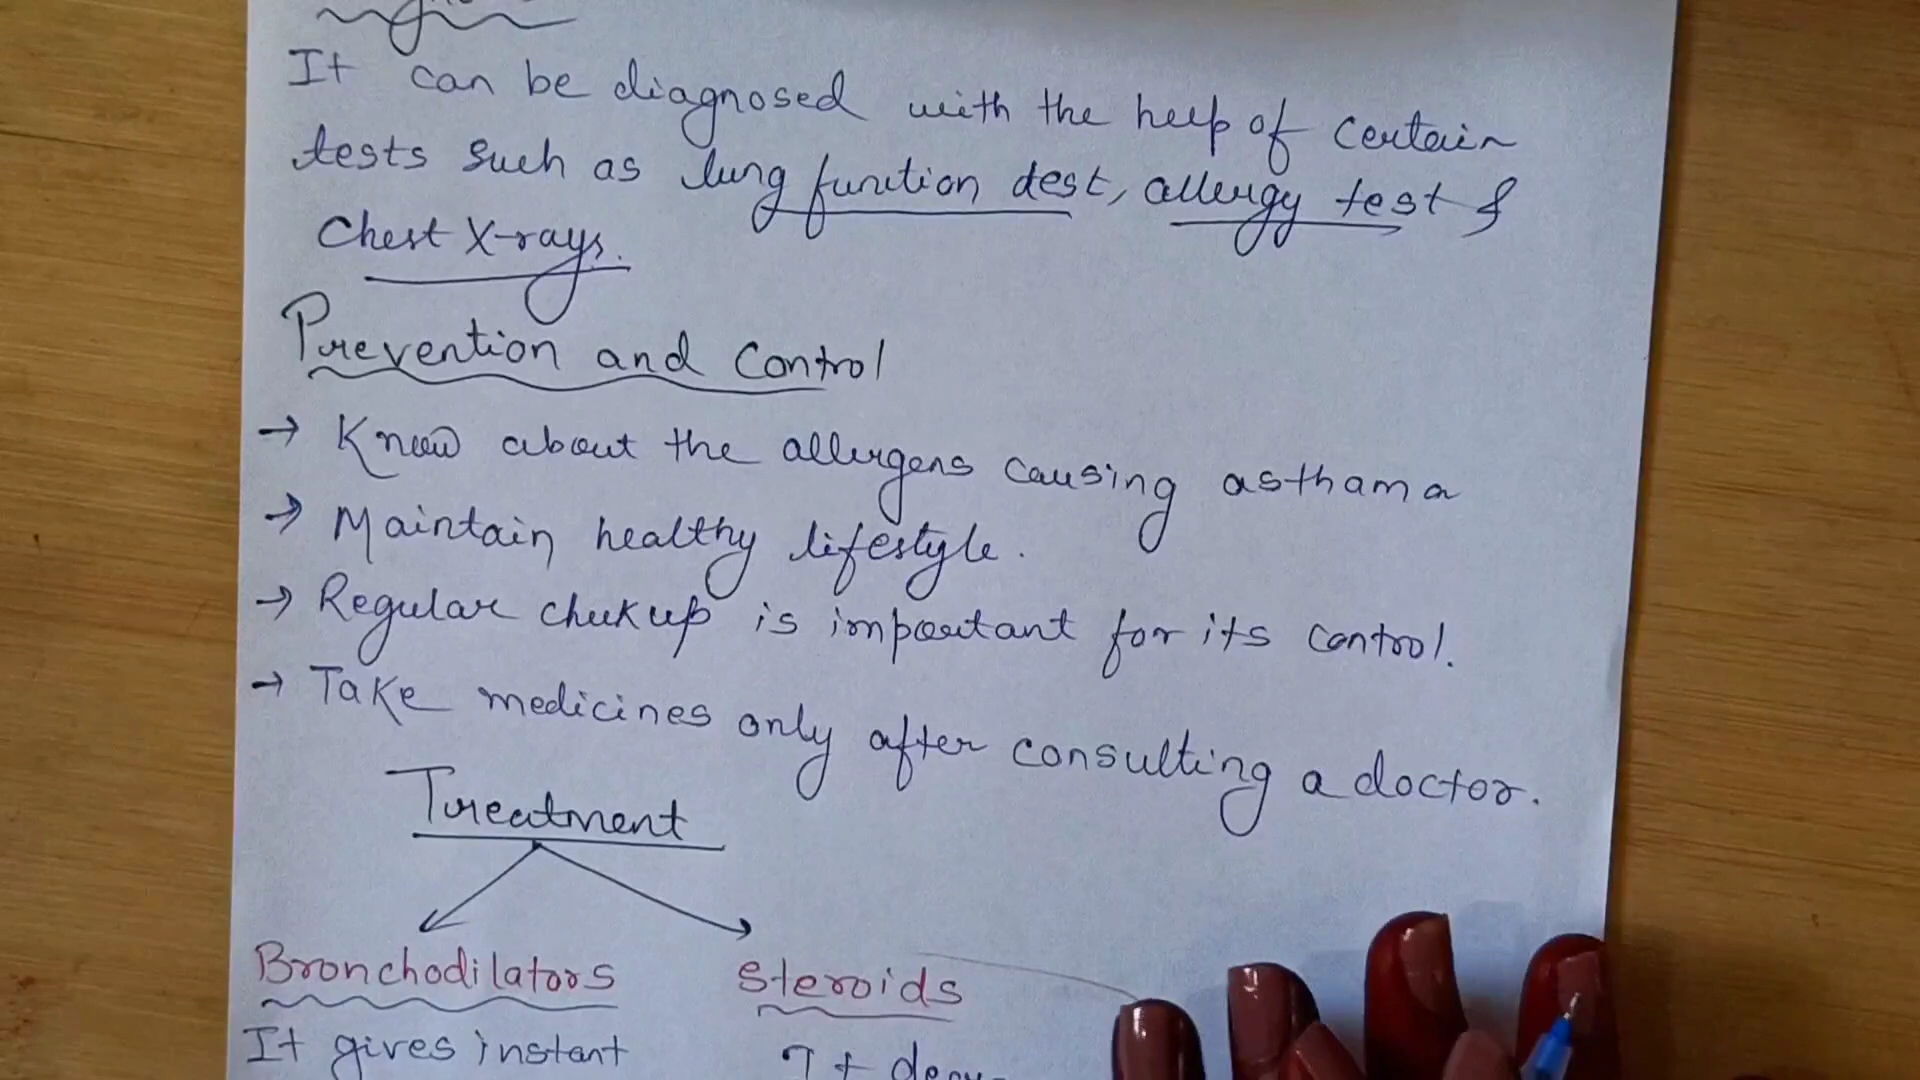 It can be diagnosed with the help of certain
tests such as lung function test, allergy test &
Chest X-rays.
Prevention and Control
→ Know about the allergens causing asthama
→ Maintain healthy lifestyle.
→ Regular checkup is important for its control.
→ Take medicines only after consulting a doctor.
Treatment
Bronchodilators Steroids
It gives instant It